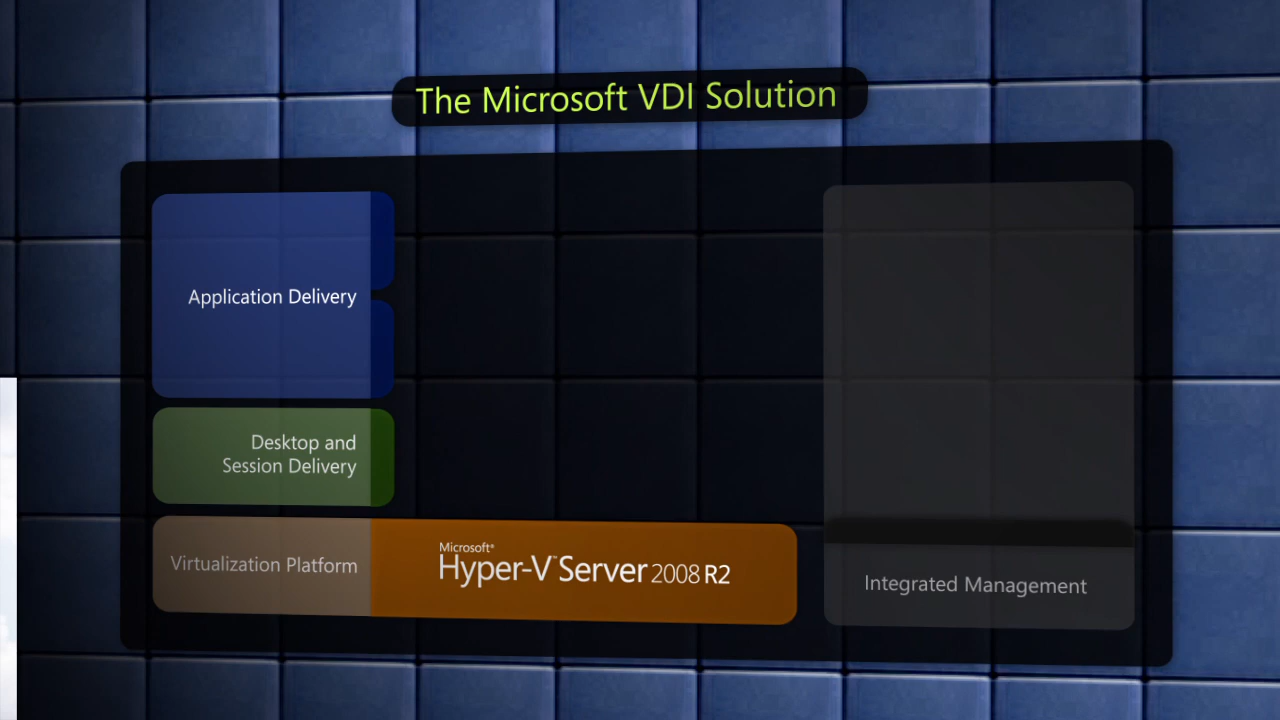 The Microsoft VDI Solution
Application Delivery
Desktop and
Session Delivery
Virtualization Platform
Microsoft®
Hyper-V™ Server 2008 R2
Integrated Management